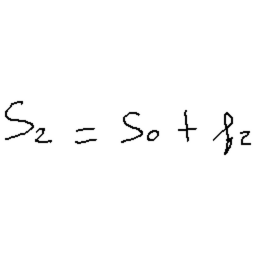 S₂ = S₀ + f₂